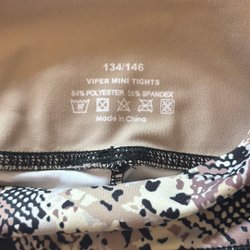 134/146
VIPER MINI TIGHTS
84% POLYESTER 16% SPANDEX
Made in China